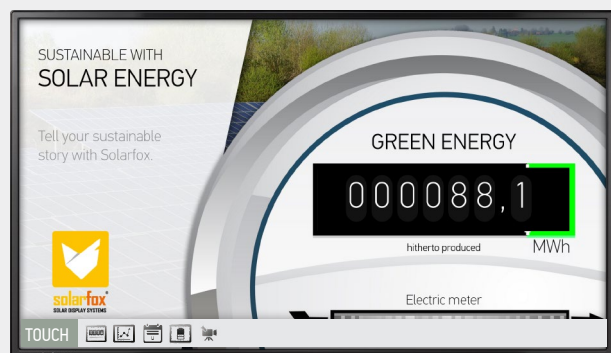 SUSTAINABLE WITH
SOLAR ENERGY
Tell your sustainable
story with Solarfox.
solarfox
SOLAR DISPLAY SYSTEMS
GREEN ENERGY
000088,1
hitherto produced
MWh
Electric meter
TOUCH